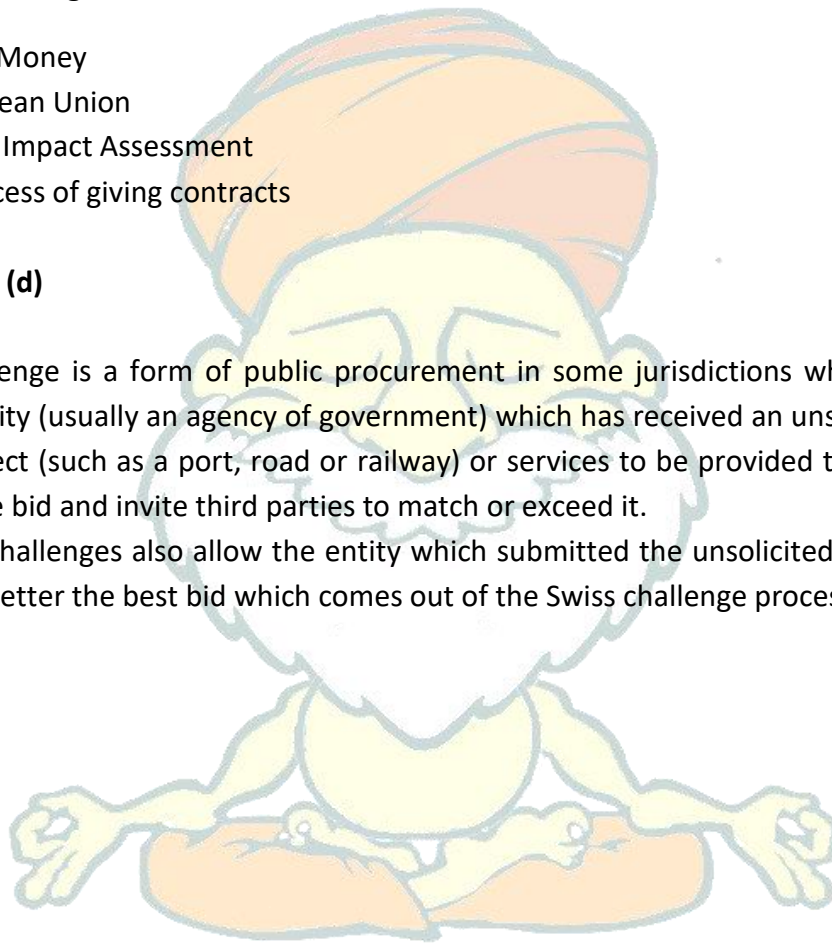 Money
ean Union
Impact Assessment
cess of giving contracts
(d)
enge is a form of public procurement in some jurisdictions wh
ity (usually an agency of government) which has received an uns
ect (such as a port, road or railway) or services to be provided t
e bid and invite third parties to match or exceed it.
hallenges also allow the entity which submitted the unsolicited
etter the best bid which comes out of the Swiss challenge proces